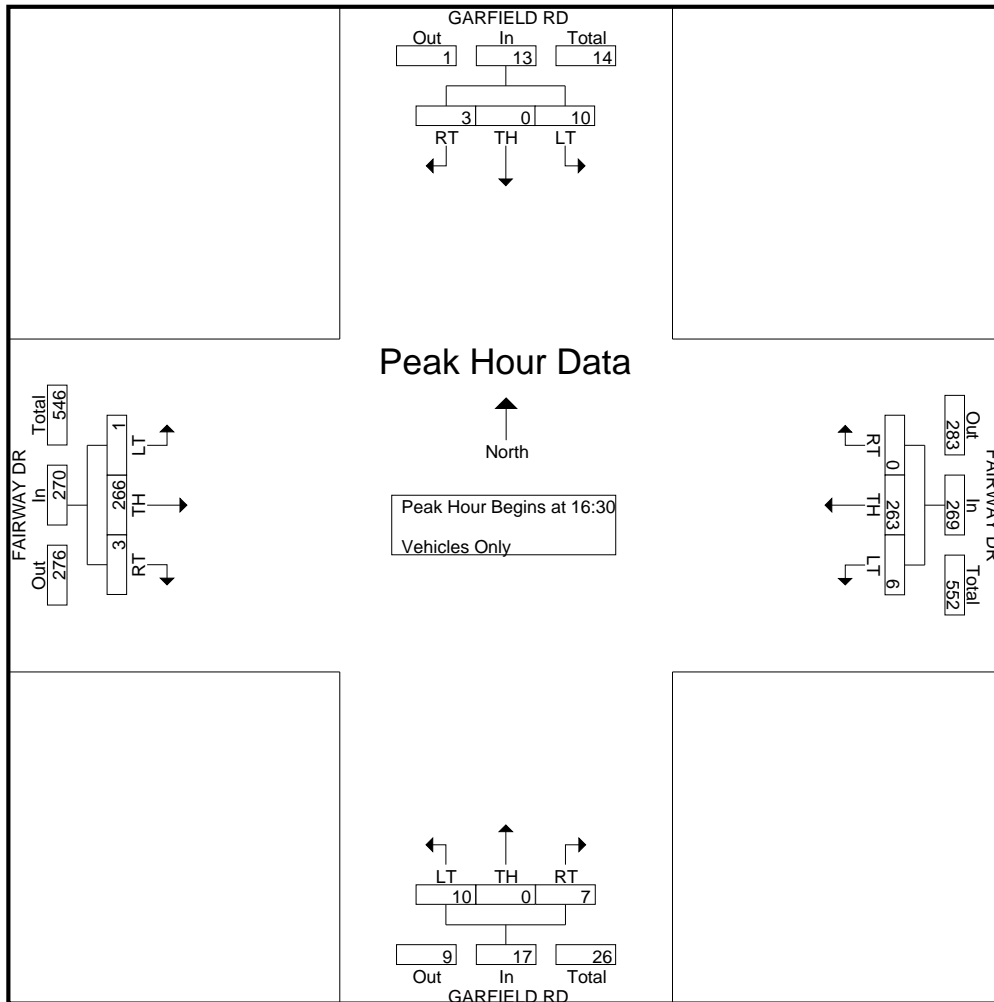 GARFIELD RD
Out In Total
1 13 14
3 0 10
RT TH LT
Peak Hour Data
North
Peak Hour Begins at 16:30
Vehicles Only
FAIRWAY DR
Total In Out
546 270 276
1 266 3
LT TH RT
FAIRWAY DR
Out In Total
283 269 552
0 263 6
RT TH LT
LT TH RT
10 0 7
9 17 26
Out In Total
GARFIELD RD